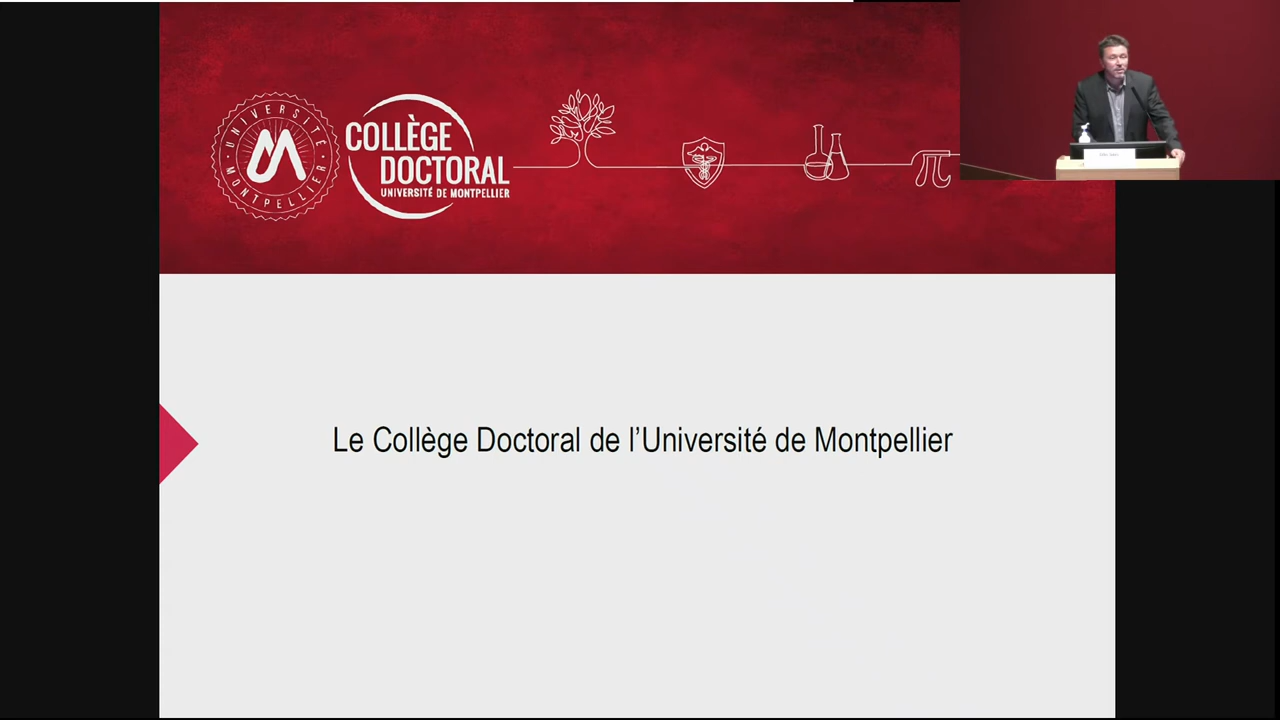 UNIVERSITÉ
MONTPELLIER
COLLÈGE
DOCTORAL
UNIVERSITÉ DE MONTPELLIER
Le Collège Doctoral de l’Université de Montpellier